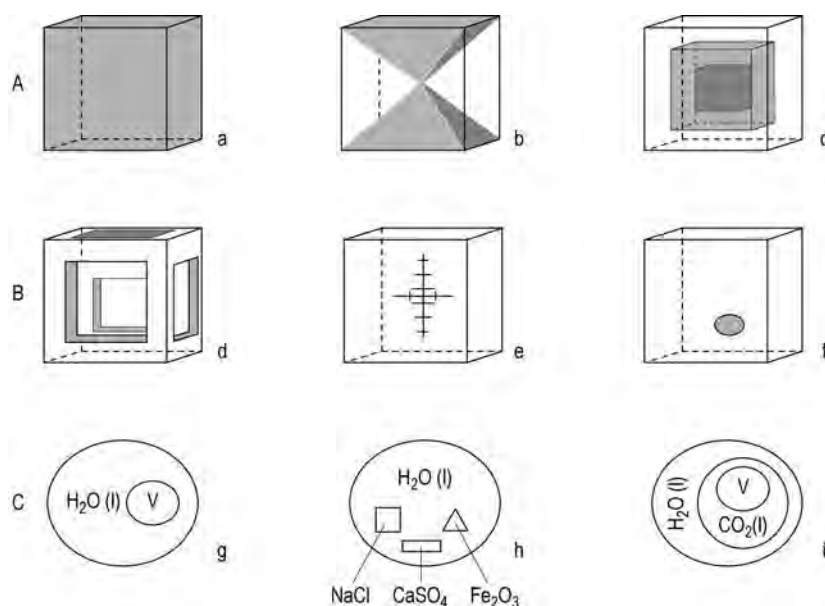 A
a
b
c
B
d
e
f
C
H₂O (l)
V
g
H₂O (l)
h
NaCl
CaSO₄
Fe₂O₃
H₂O (l)
V
CO₂(l)
i